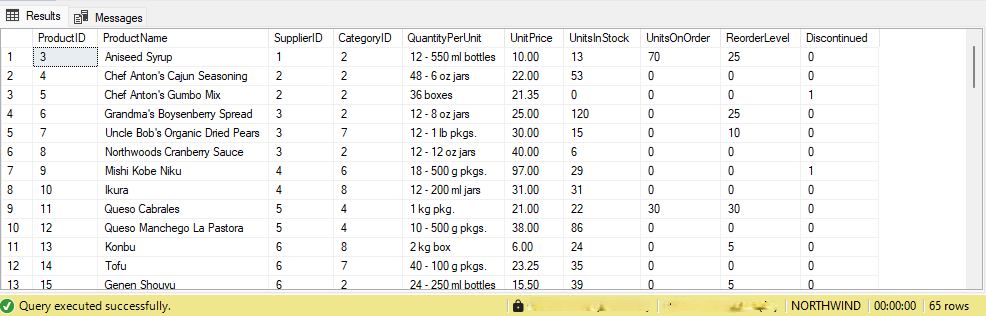 Results Messages
ProductID ProductName SupplierID CategoryID QuantityPerUnit UnitPrice UnitsInStock UnitsOnOrder ReorderLevel Discontinued
1 3 Aniseed Syrup 1 2 12 - 550 ml bottles 10.00 13 70 25 0
2 4 Chef Anton's Cajun Seasoning 2 2 48 - 6 oz jars 22.00 53 0 0 0
3 5 Chef Anton's Gumbo Mix 2 2 36 boxes 21.35 0 0 0 1
4 6 Grandma's Boysenberry Spread 3 2 12 - 8 oz jars 25.00 120 0 25 0
5 7 Uncle Bob's Organic Dried Pears 3 7 12 - 1 lb pkgs. 30.00 15 0 10 0
6 8 Northwoods Cranberry Sauce 3 2 12 - 12 oz jars 40.00 6 0 0 0
7 9 Mishi Kobe Niku 4 6 18 - 500 g pkgs. 97.00 29 0 0 1
8 10 Ikura 4 8 12 - 200 ml jars 31.00 31 0 0 0
9 11 Queso Cabrales 5 4 1 kg pkg. 21.00 22 30 30 0
10 12 Queso Manchego La Pastora 5 4 10 - 500 g pkgs. 38.00 86 0 0 0
11 13 Konbu 6 8 2 kg box 6.00 24 0 5 0
12 14 Tofu 6 7 40 - 100 g pkgs. 23.25 35 0 0 0
13 15 Genen Shouyu 6 2 24 - 250 ml bottles 15.50 39 0 5 0
Query executed successfully. NORTHWIND 00:00:00 65 rows